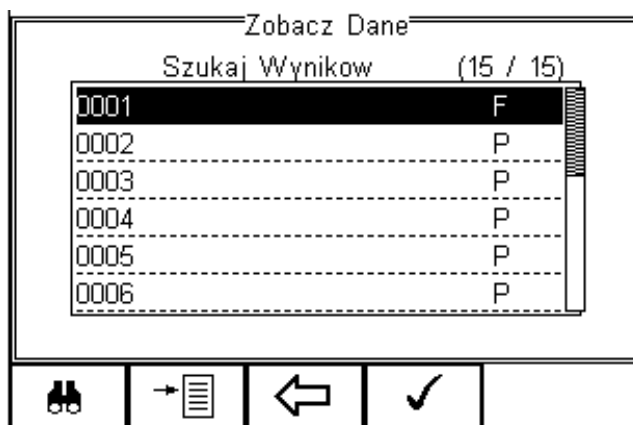 Zobacz Dane
Szukaj Wynikow (15 / 15)
0001 F
0002 P
0003 P
0004 P
0005 P
0006 P